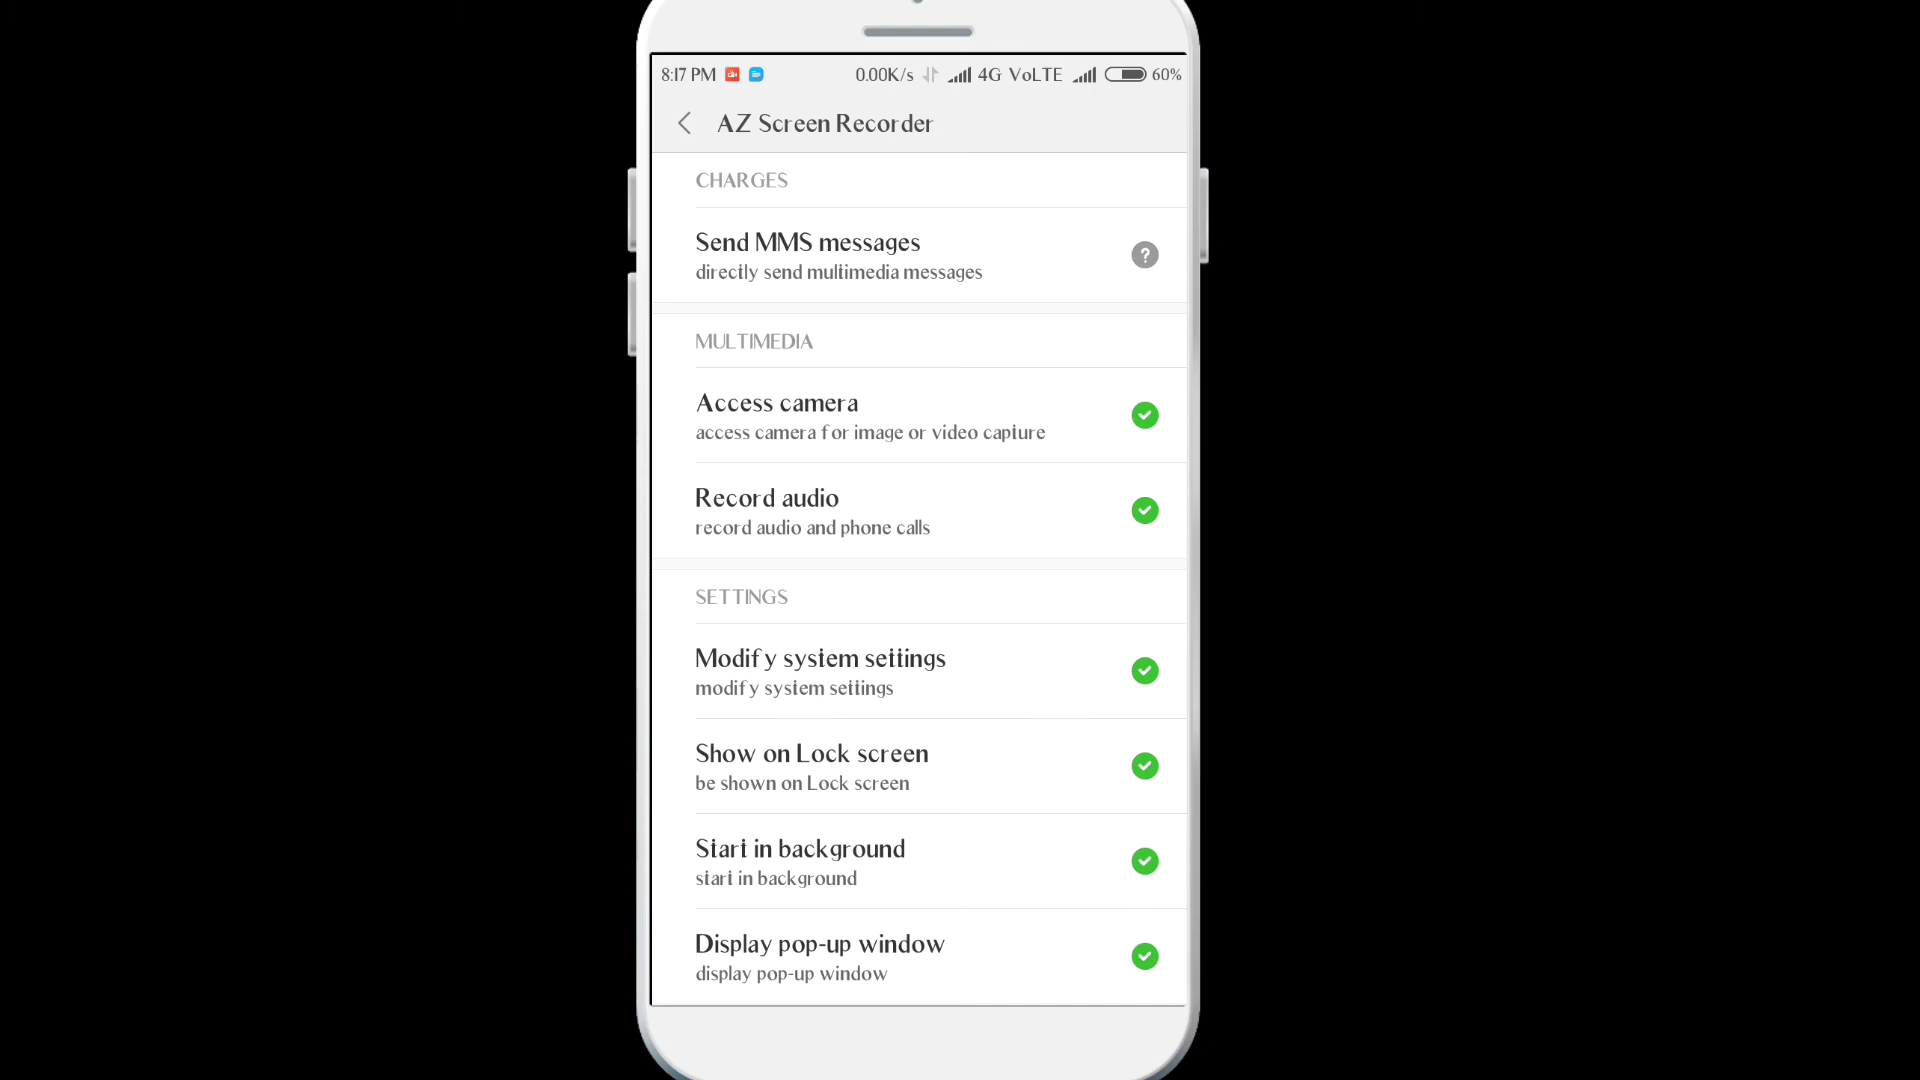 8:17 PM 0.00K/s 4G VoLTE 60%
AZ Screen Recorder
CHARGES
Send MMS messages
directly send multimedia messages
MULTIMEDIA
Access camera
access camera for image or video capture
Record audio
record audio and phone calls
SETTINGS
Modify system settings
modify system settings
Show on Lock screen
be shown on Lock screen
Start in background
start in background
Display pop-up window
display pop-up window